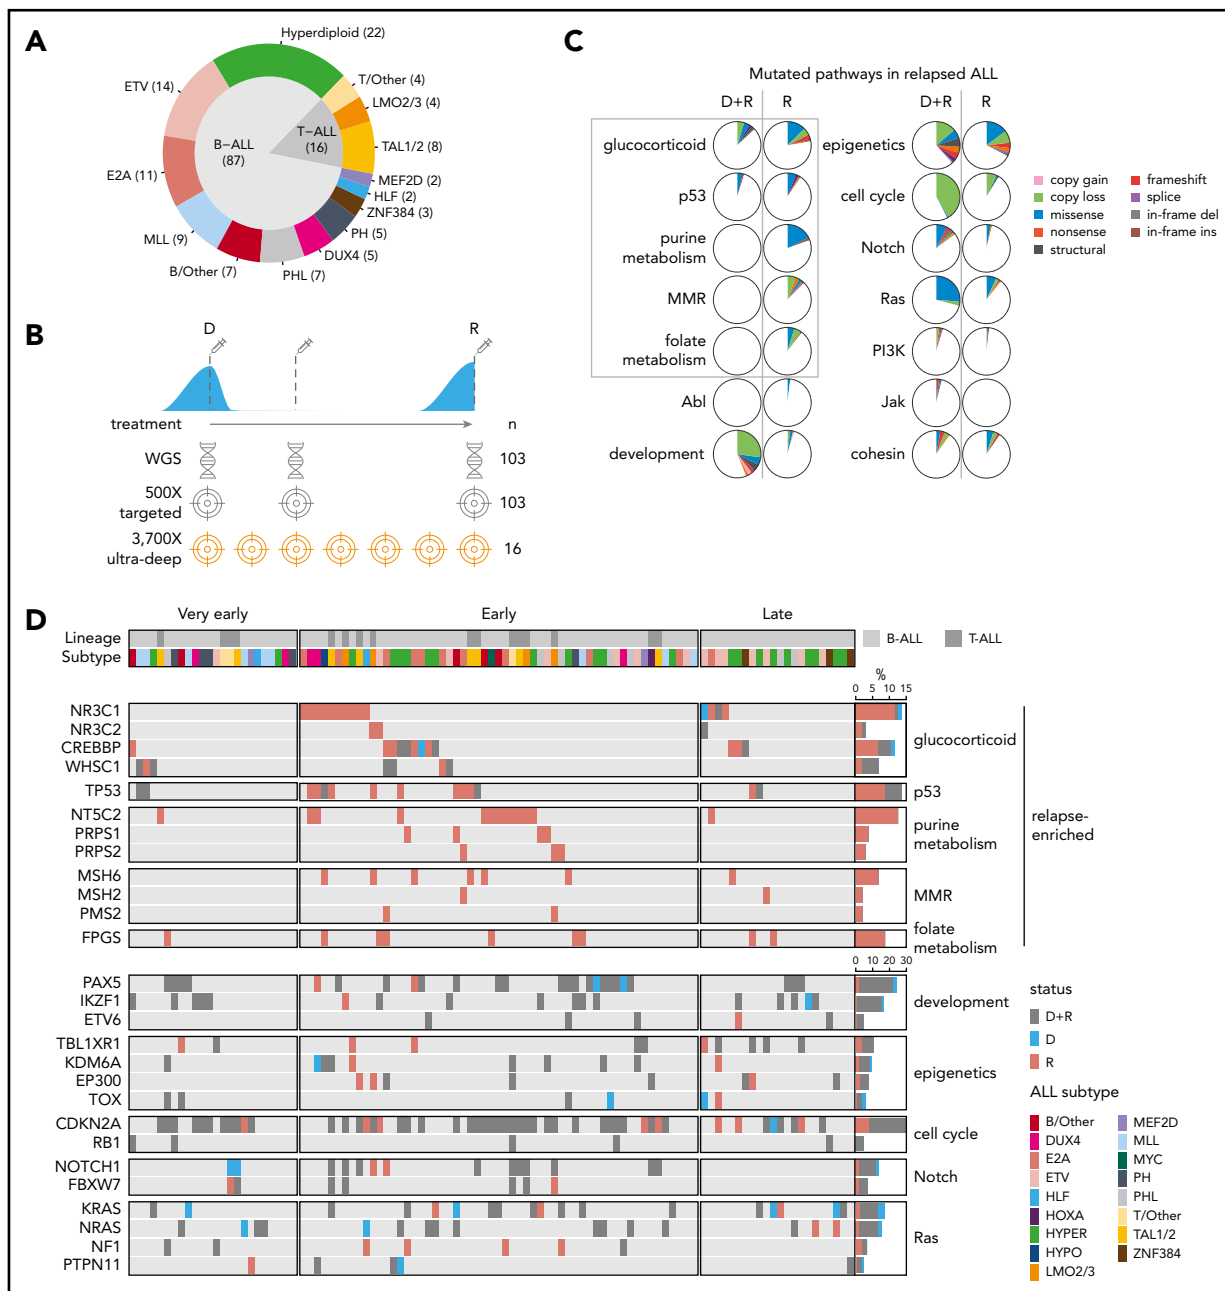 A
Hyperdiploid (22)
T/Other (4)
LMO2/3 (4)
TAL1/2 (8)
MEF2D (2)
HLF (2)
ZNF384 (3)
PH (5)
DUX4 (5)
PHL (7)
B/Other (7)
MLL (9)
E2A (11)
ETV (14)
B–ALL
(87)
T–ALL
(16)
B
D
R
treatment
n
WGS
103
500X
targeted
103
3,700X
ultra-deep
16
C
Mutated pathways in relapsed ALL
D+R
R
D+R
R
glucocorticoid
p53
purine
metabolism
MMR
folate
metabolism
Abl
development
epigenetics
cell cycle
Notch
Ras
PI3K
Jak
cohesin
copy gain
copy loss
missense
nonsense
structural
frameshift
splice
in-frame del
in-frame ins
D
Very early
Early
Late
Lineage
Subtype
B-ALL
T-ALL
%
0 5 10 15
NR3C1
NR3C2
CREBBP
WHSC1
glucocorticoid
TP53
p53
NT5C2
PRPS1
PRPS2
purine
metabolism
MSH6
MSH2
PMS2
MMR
FPGS
folate
metabolism
relapse-
enriched
0 10 20 30
PAX5
IKZF1
ETV6
development
TBL1XR1
KDM6A
EP300
TOX
epigenetics
CDKN2A
RB1
cell cycle
NOTCH1
FBXW7
Notch
KRAS
NRAS
NF1
PTPN11
Ras
status
D+R
D
R
ALL subtype
B/Other
DUX4
E2A
ETV
HLF
HOXA
HYPER
HYPO
LMO2/3
MEF2D
MLL
MYC
PH
PHL
T/Other
TAL1/2
ZNF384